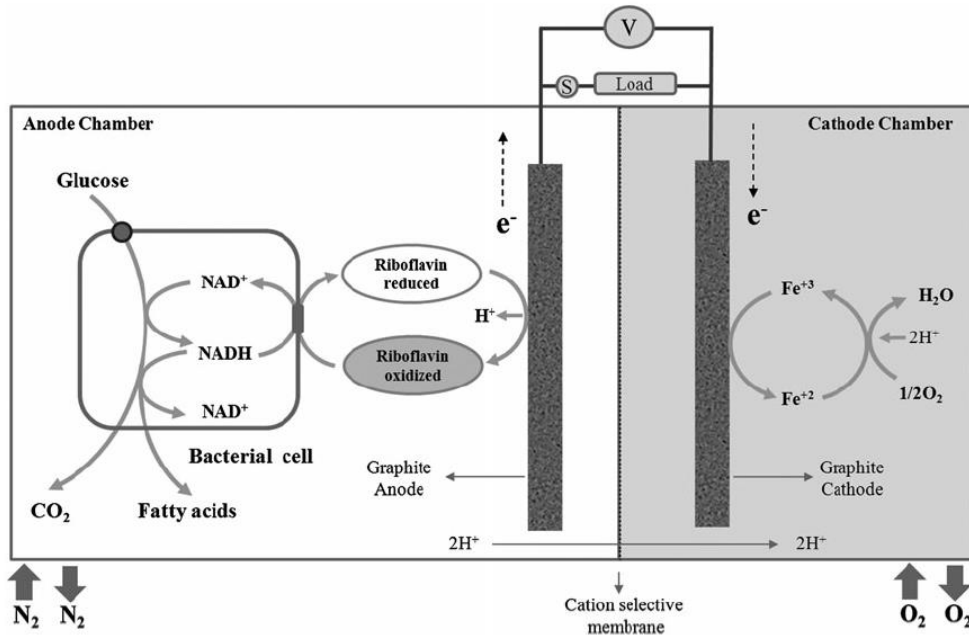 V
S
Load
Anode Chamber
Cathode Chamber
Glucose
e⁻
e⁻
NAD⁺
Riboflavin
reduced
Fe⁺³
H₂O
H⁺
2H⁺
NADH
Riboflavin
oxidized
Fe⁺²
1/2O₂
NAD⁺
Bacterial cell
Graphite
Anode
Graphite
Cathode
CO₂
Fatty acids
2H⁺
2H⁺
N₂
N₂
Cation selective
membrane
O₂
O₂